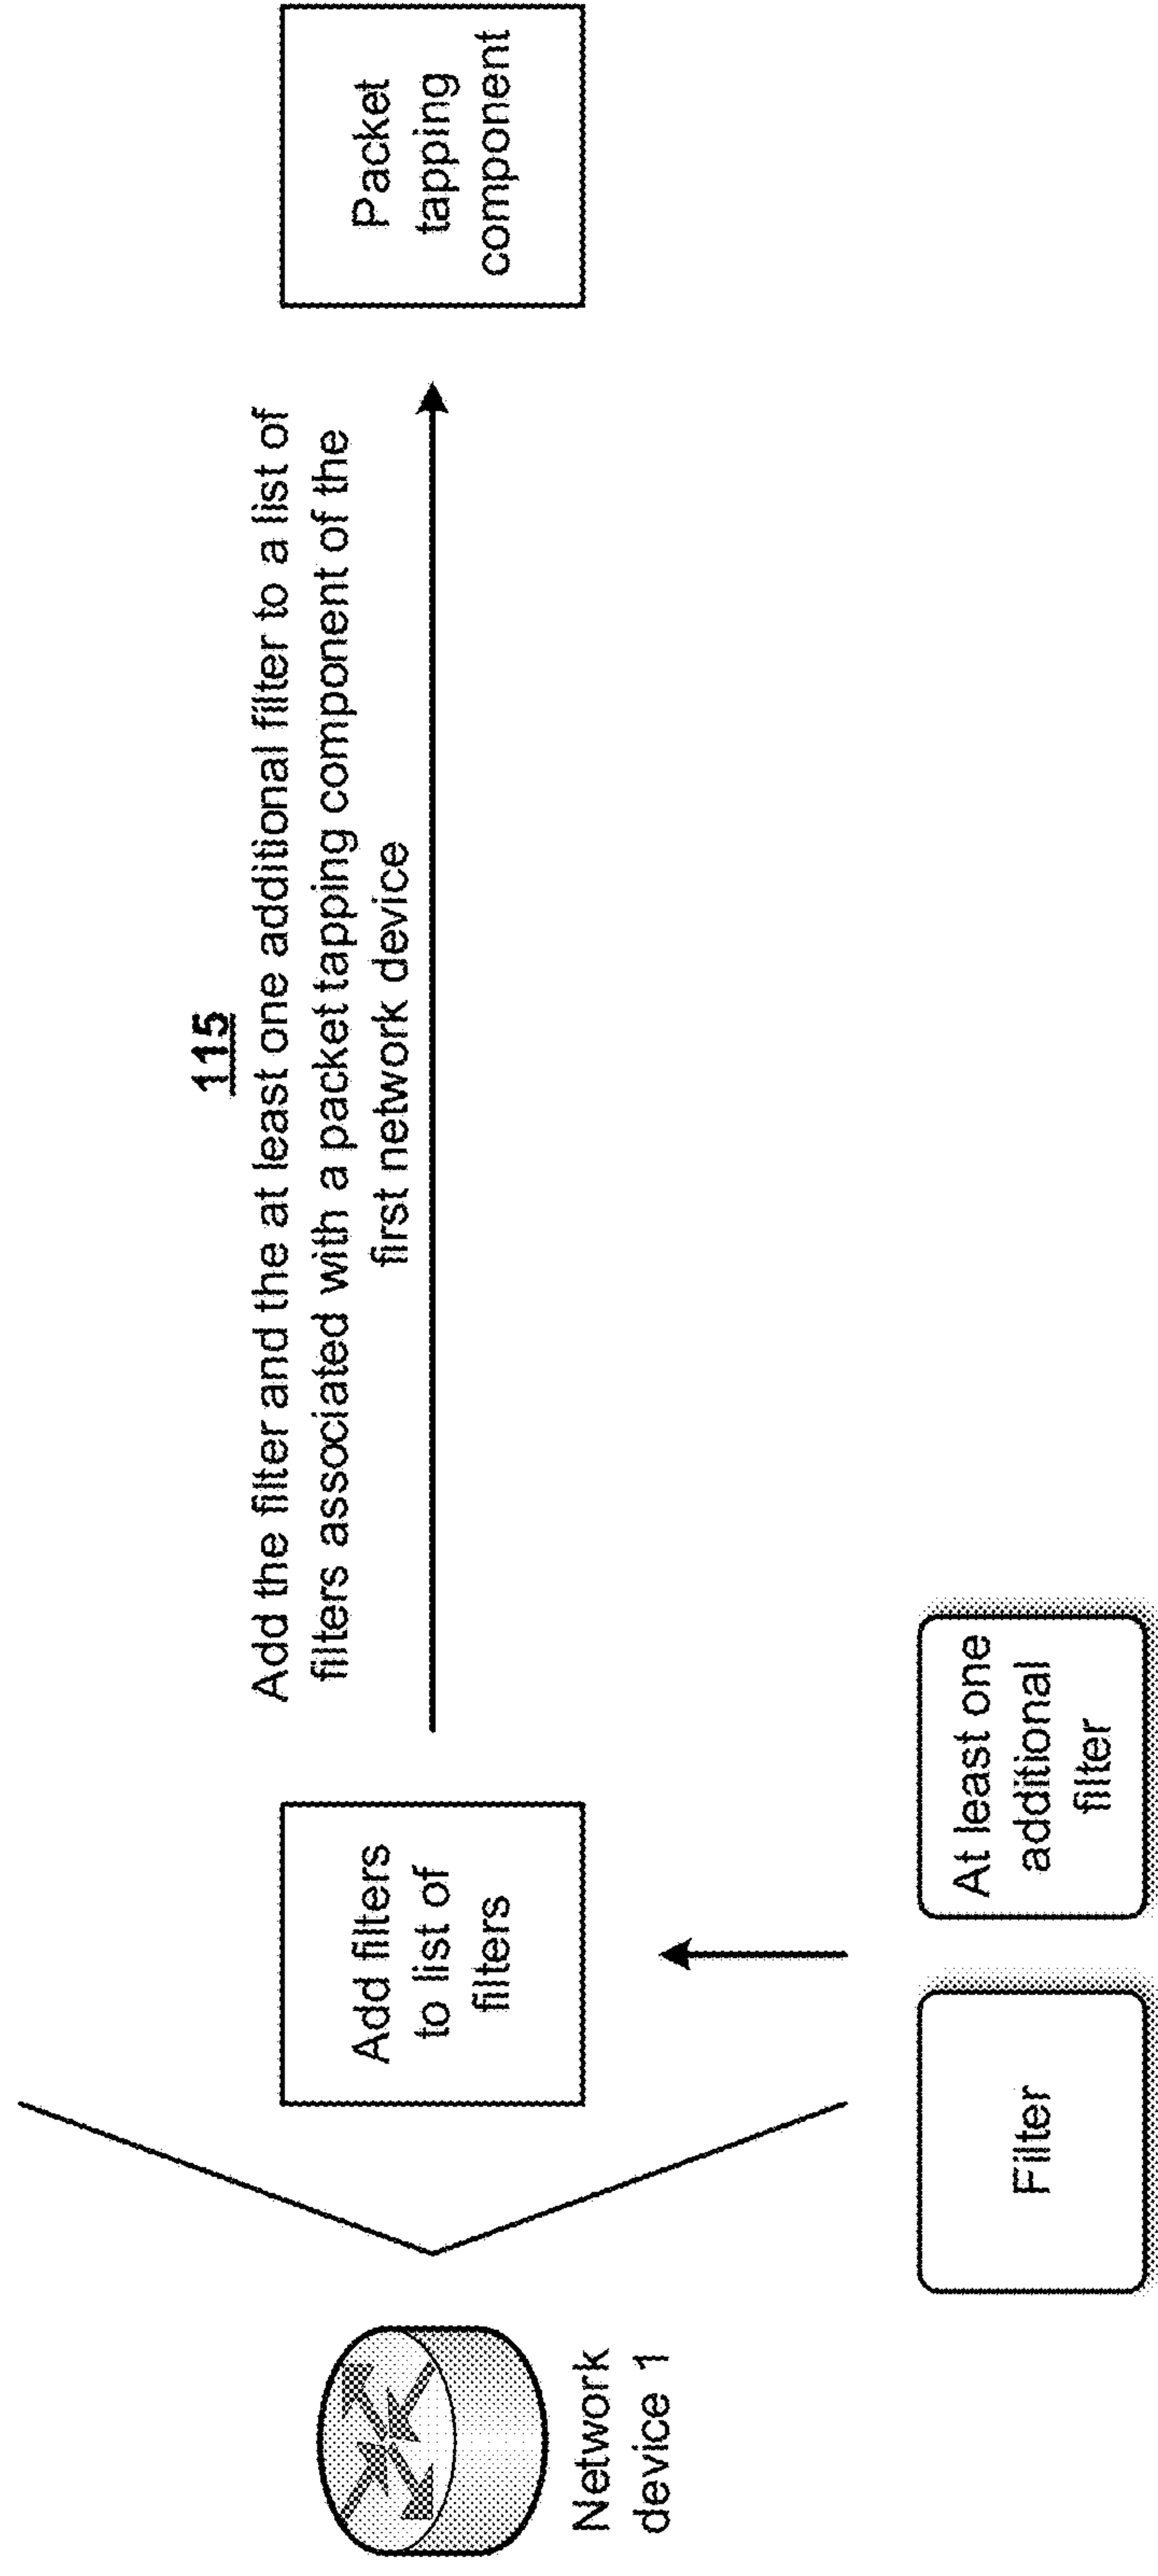 115
Add the filter and the at least one additional filter to a list of
filters associated with a packet tapping component of the
first network device
Network
device 1
Add filters
to list of
filters
Packet
tapping
component
Filter
At least one
additional
filter